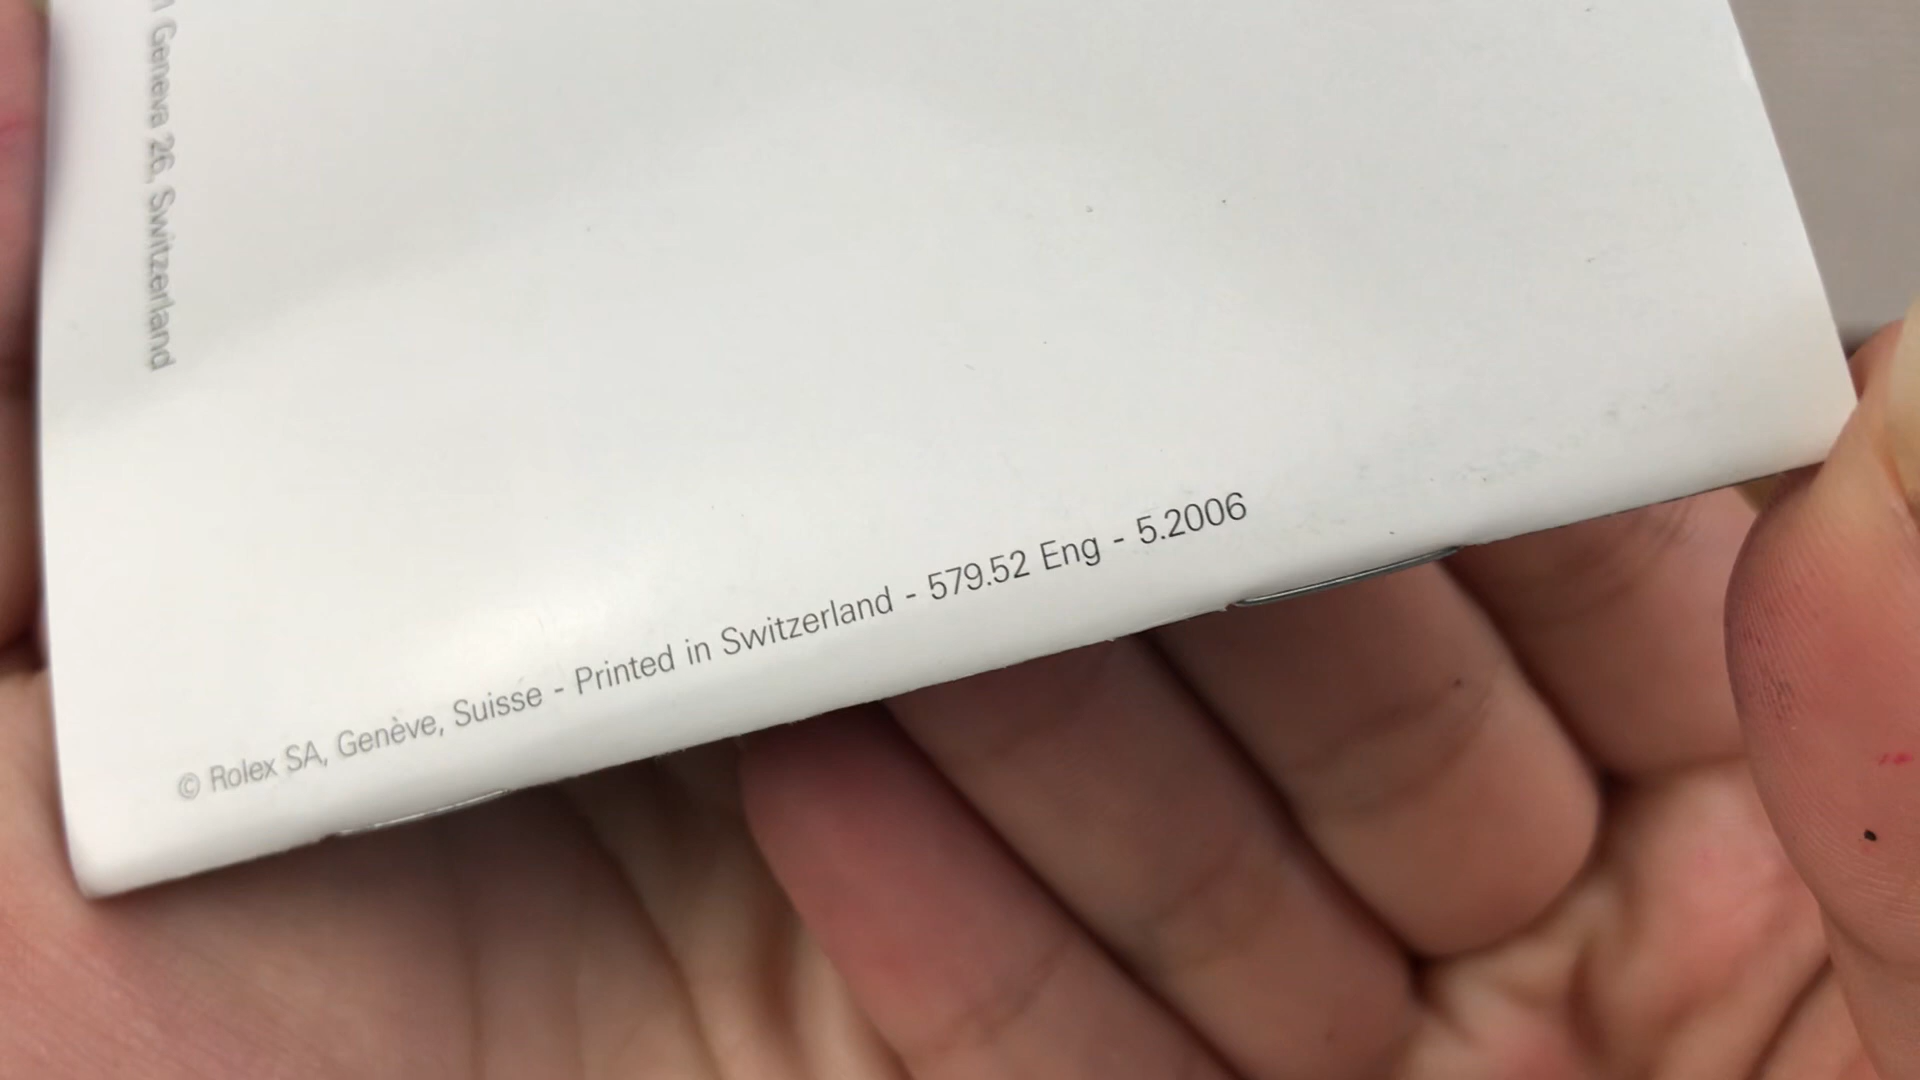 Geneva 26, Switzerland
© Rolex SA, Genève, Suisse - Printed in Switzerland - 579.52 Eng - 5.2006